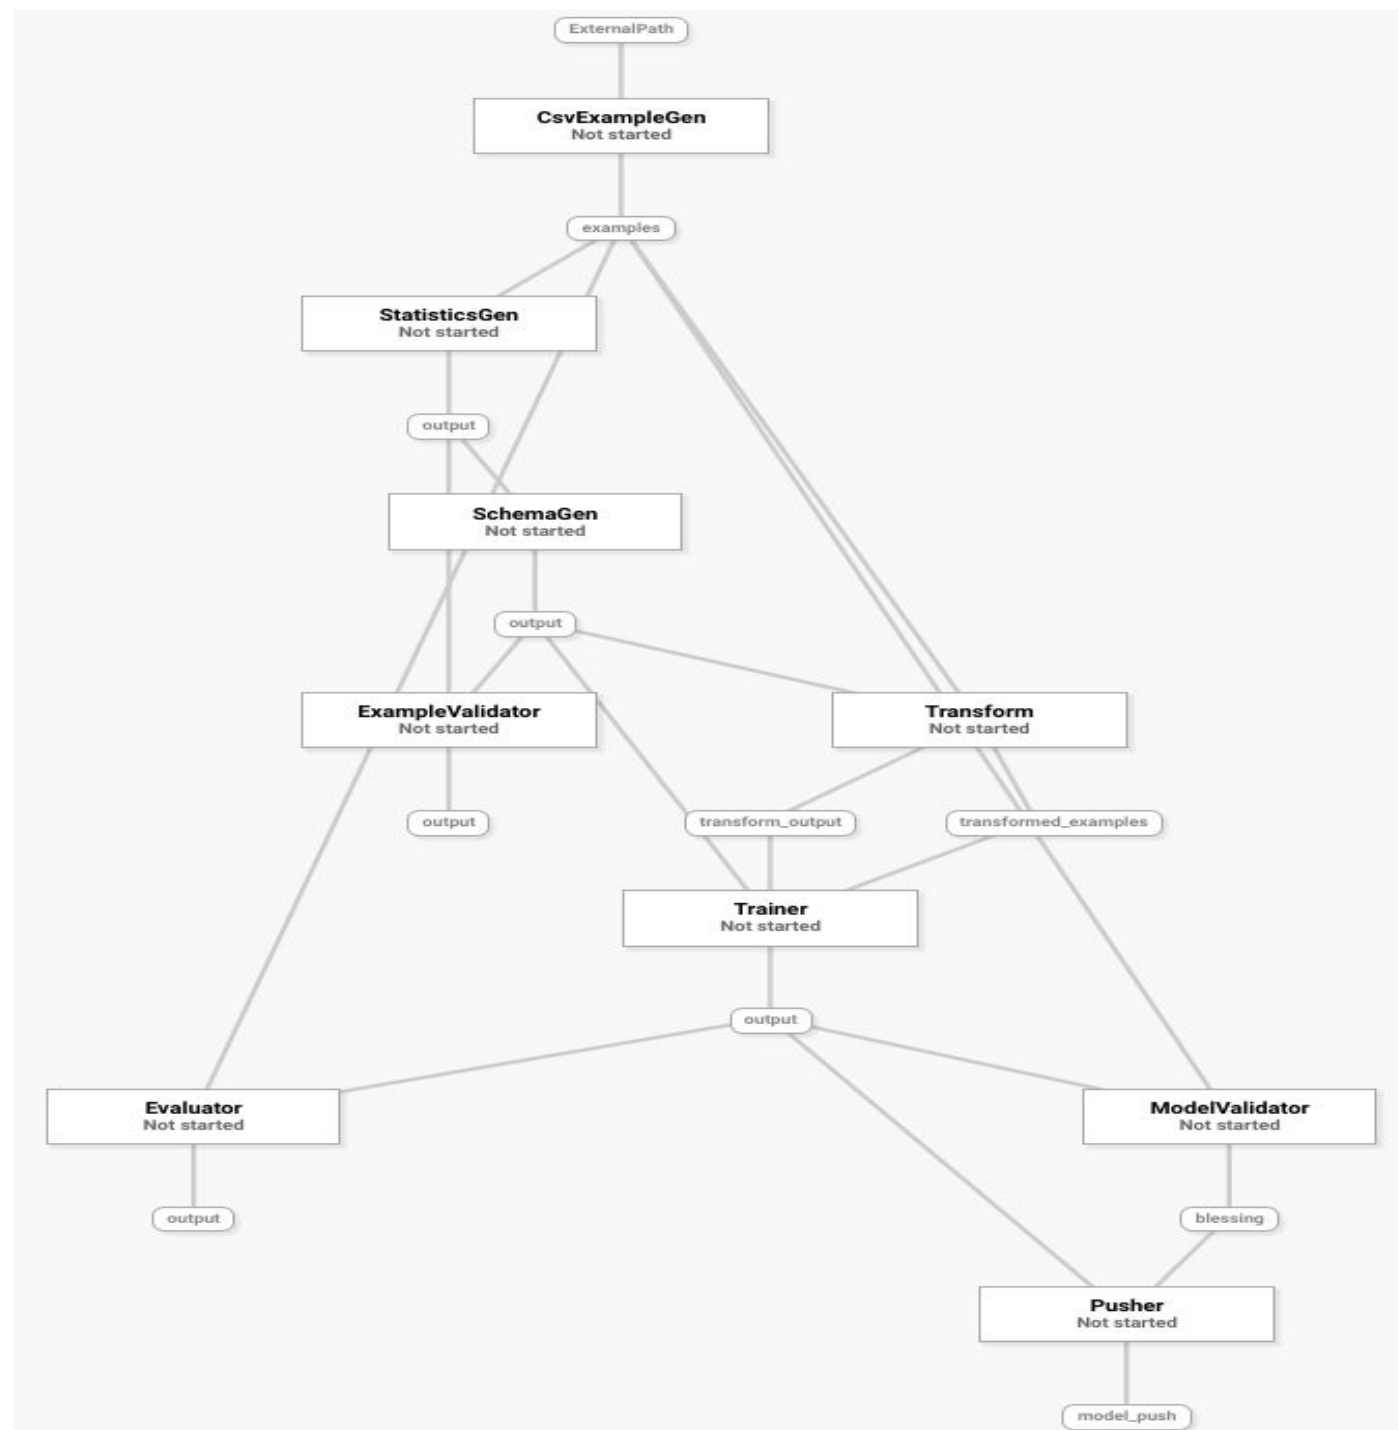 ExternalPath
CsvExampleGen
Not started
examples
StatisticsGen
Not started
output
SchemaGen
Not started
output
ExampleValidator
Not started
Transform
Not started
output
transform_output
transformed_examples
Trainer
Not started
output
Evaluator
Not started
ModelValidator
Not started
output
blessing
Pusher
Not started
model_push